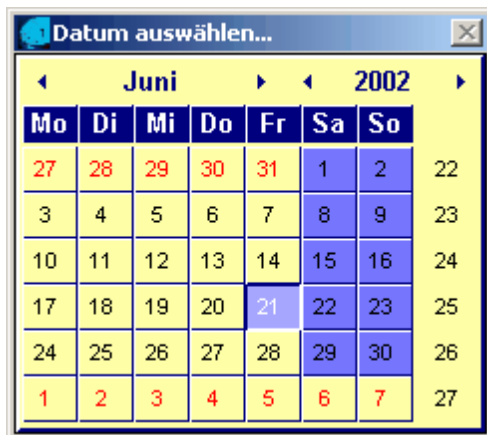 Datum auswählen...
Juni 2002
Mo Di Mi Do Fr Sa So
27 28 29 30 31 1 2 22
3 4 5 6 7 8 9 23
10 11 12 13 14 15 16 24
17 18 19 20 21 22 23 25
24 25 26 27 28 29 30 26
1 2 3 4 5 6 7 27